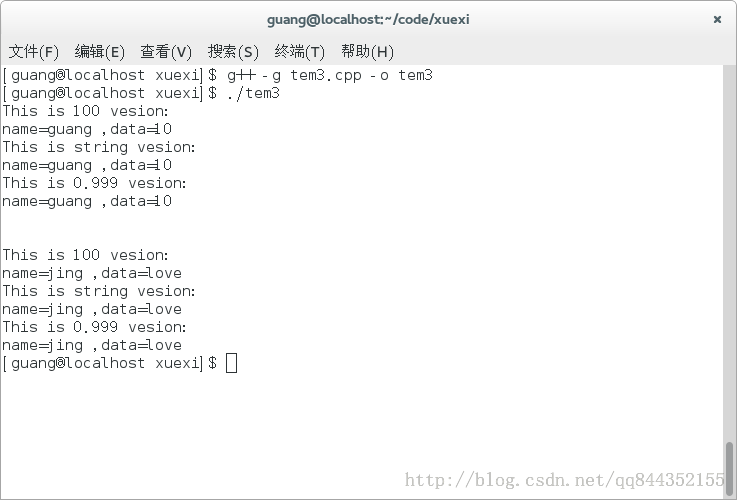 guang@localhost:~/code/xuexi
文件(F) 编辑(E) 查看(V) 搜索(S) 终端(T) 帮助(H)
[guang@localhost xuexi]$ g++ -g tem3.cpp -o tem3
[guang@localhost xuexi]$ ./tem3
This is 100 vesion:
name=guang ,data=10
This is string vesion:
name=guang ,data=10
This is 0.999 vesion:
name=guang ,data=10
This is 100 vesion:
name=jing ,data=love
This is string vesion:
name=jing ,data=love
This is 0.999 vesion:
name=jing ,data=love
[guang@localhost xuexi]$
http://blog.csdn.net/qq844352155